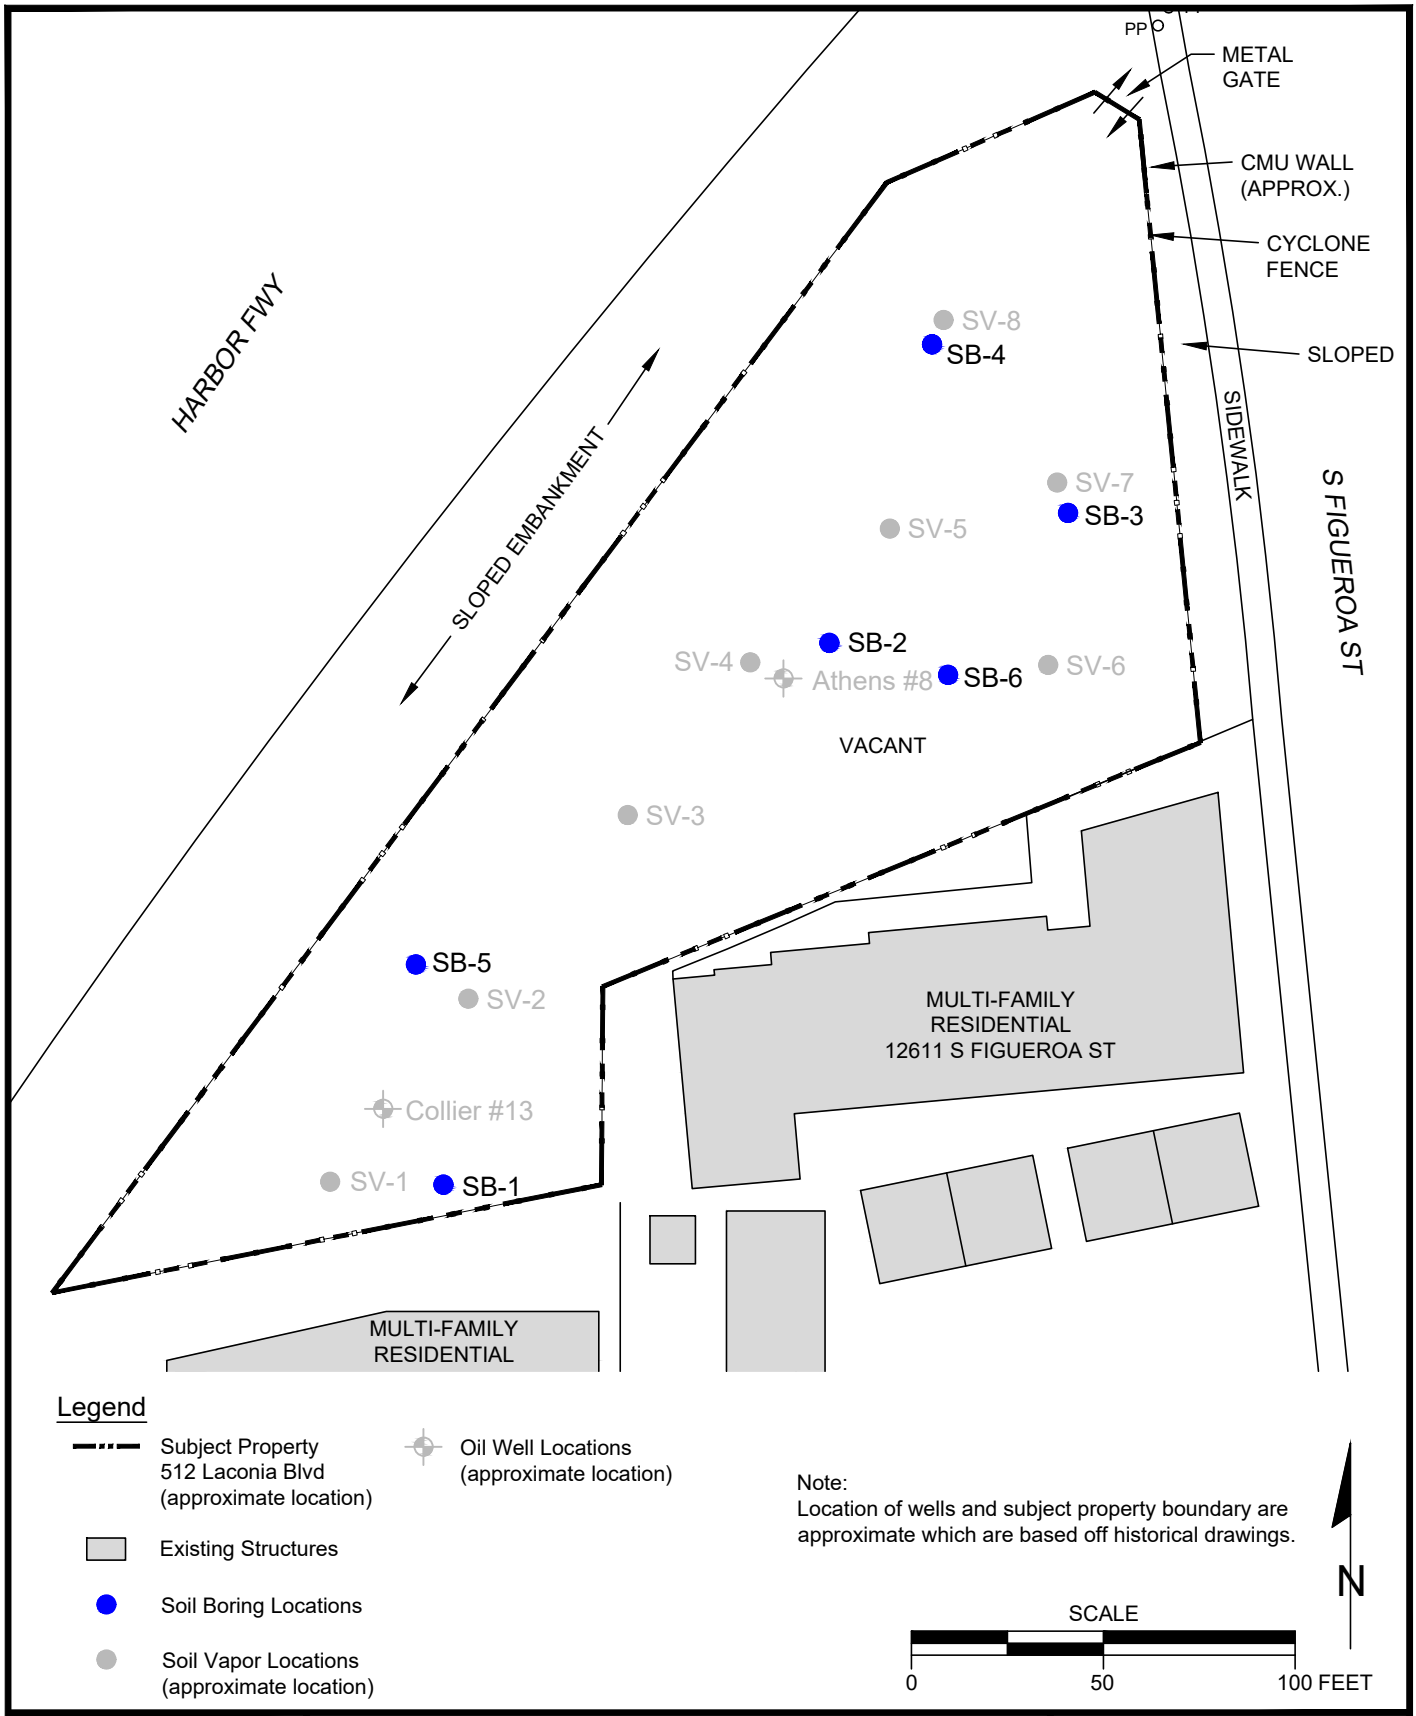 PP
METAL
GATE
CMU WALL
(APPROX.)
CYCLONE
FENCE
HARBOR FWY
SV-8
SB-4
SLOPED
SIDEWALK
SLOPED EMBANKMENT
S FIGUEROA ST
SV-7
SB-3
SV-5
SB-2
SV-4
SV-6
Athens #8
SB-6
VACANT
SV-3
SB-5
SV-2
MULTI-FAMILY
RESIDENTIAL
12611 S FIGUEROA ST
Collier #13
SV-1
SB-1
MULTI-FAMILY
RESIDENTIAL
Legend
Subject Property
512 Laconia Blvd
(approximate location)
Oil Well Locations
(approximate location)
Existing Structures
Soil Boring Locations
Soil Vapor Locations
(approximate location)
Note:
Location of wells and subject property boundary are
approximate which are based off historical drawings.
N
SCALE
0 50 100 FEET